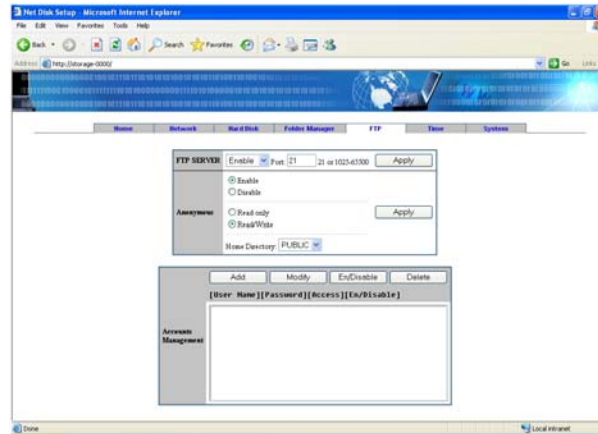 Net Disk Setup - Microsoft Internet Explorer
File Edit View Favorites Tools Help
Back Search Favorites
Address http://storage-0000/ Go Links
Home Network Hard Disk Folder Manager FTP Time System
FTP SERVER Enable Port: 21 21 or 1025-65500 Apply
Enable
Disable
Anonymous Read only Apply
Read/Write
Home Directory: PUBLIC
Add Modify En/Disable Delete
[User Name][Password][Access][En/Disable]
Accounts
Management
Done Local intranet